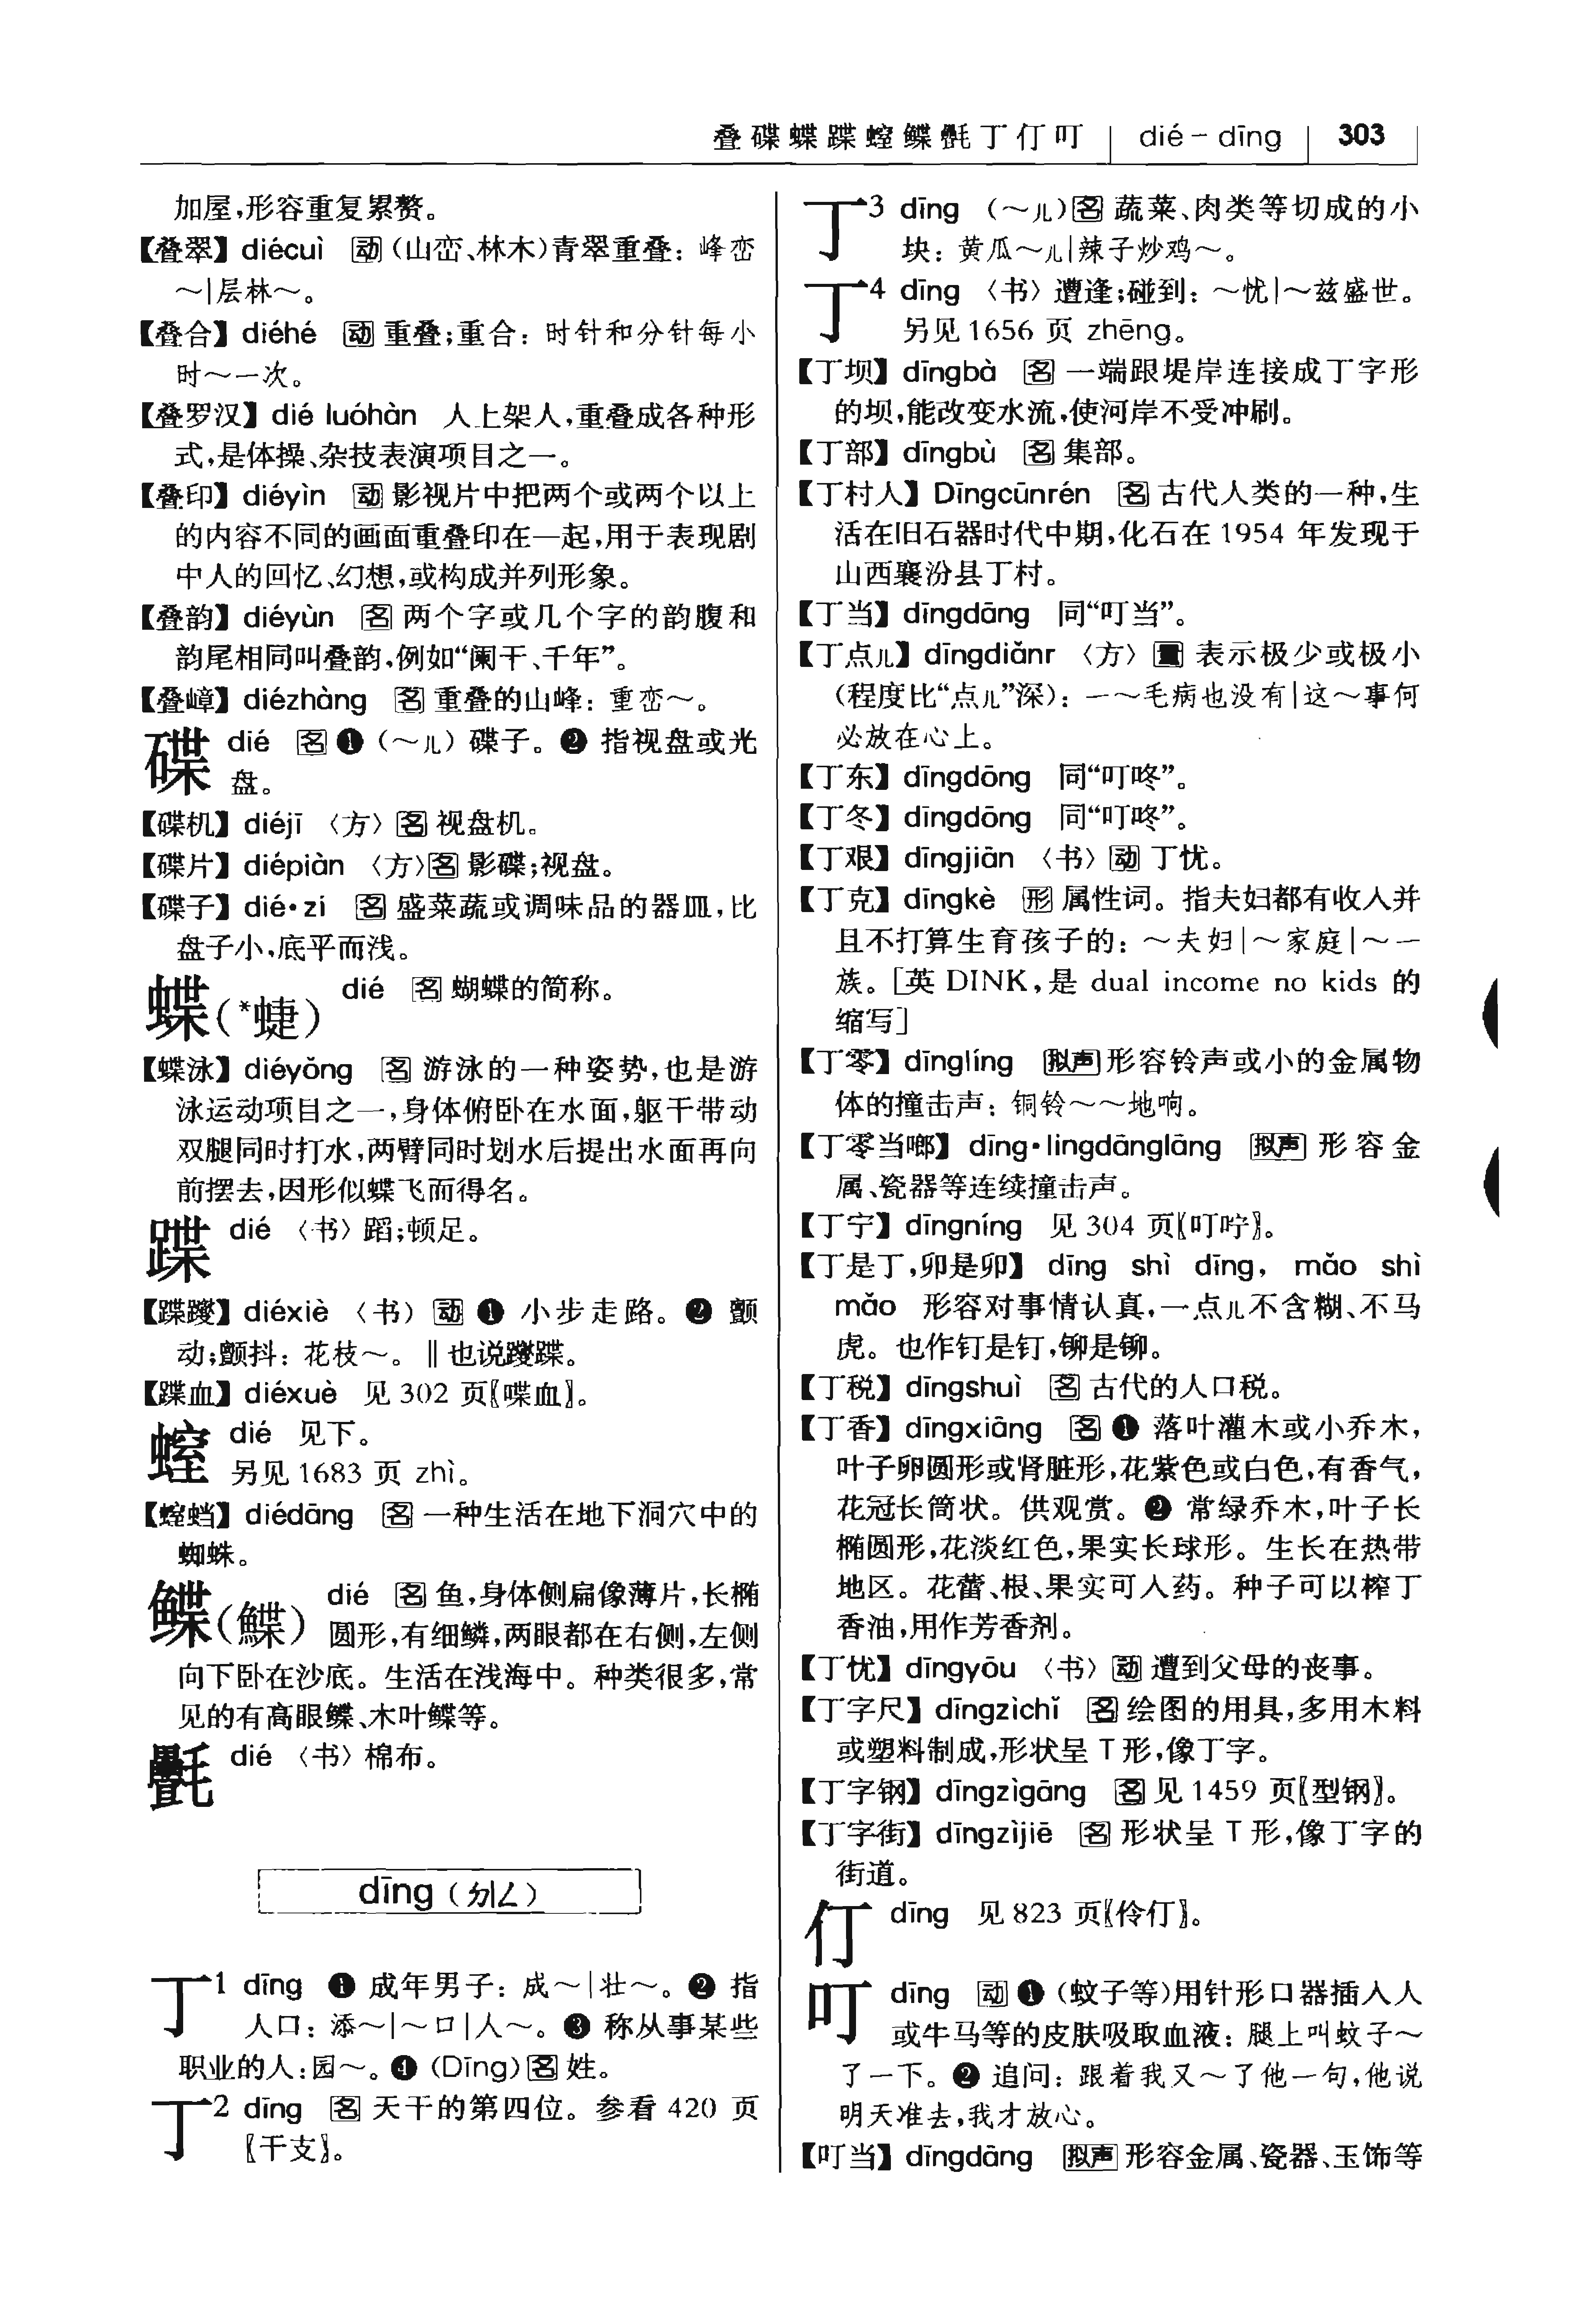 叠碟蝶蹀螲鲽氎丁仃叮 dié－dīng 303
加屋,形容重复累赘。
【叠翠】diécuì 动(山峦、林木)青翠重叠：峰峦
～|层林～。
【叠合】diéhé 动 重叠;重合：时针和分针每小
时～一次。
【叠罗汉】dié luóhàn 人上架人,重叠成各种形
式,是体操、杂技表演项目之一。
【叠印】diéyìn 动 影视片中把两个或两个以上
的内容不同的画面重叠印在一起,用于表现剧
中人的回忆、幻想,或构成并列形象。
【叠韵】diéyùn 名 两个字或几个字的韵腹和
韵尾相同叫叠韵,例如“阑干、千年”。
【叠嶂】diézhàng 名 重叠的山峰：重峦～。
碟 dié 名 ❶ (～儿) 碟子。❷ 指视盘或光
盘。
【碟机】diéjī 〈方〉名 视盘机。
【碟片】diépiàn 〈方〉名 影碟;视盘。
【碟子】dié•zi 名 盛菜蔬或调味品的器皿,比
盘子小,底平而浅。
蝶(*蜨) dié 名 蝴蝶的简称。
【蝶泳】diéyǒng 名 游泳的一种姿势,也是游
泳运动项目之一,身体俯卧在水面,躯干带动
双腿同时打水,两臂同时划水后提出水面再向
前摆去,因形似蝶飞而得名。
蹀 dié 〈书〉蹈;顿足。
【蹀躞】diéxiè 〈书〉动 ❶ 小步走路。❷ 颤
动;颤抖：花枝～。‖也说躞蹀。
【蹀血】diéxuè 见 302 页〖喋血〗。
螲 dié 见下。
另见 1683 页 zhì。
【螲蟷】diédāng 名 一种生活在地下洞穴中的
蜘蛛。
鲽(鰈) dié 名 鱼,身体侧扁像薄片,长椭
圆形,有细鳞,两眼都在右侧,左侧
向下卧在沙底。生活在浅海中。种类很多,常
见的有高眼鲽、木叶鲽等。
氎 dié 〈书〉棉布。
dīng (ㄉㄧㄥ)
丁1 dīng ❶ 成年男子：成～|壮～。❷ 指
人口：添～|～口|人～。❸ 称从事某些
职业的人：园～。❹ (Dīng) 名 姓。
丁2 dīng 名 天干的第四位。参看 420 页
〖干支〗。
丁3 dīng (～儿) 名 蔬菜、肉类等切成的小
块：黄瓜～儿|辣子炒鸡～。
丁4 dīng 〈书〉遭逢;碰到：～忧|～兹盛世。
另见 1656 页 zhēng。
【丁坝】dīngbà 名 一端跟堤岸连接成丁字形
的坝,能改变水流,使河岸不受冲刷。
【丁部】dīngbù 名 集部。
【丁村人】Dīngcūnrén 名 古代人类的一种,生
活在旧石器时代中期,化石在 1954 年发现于
山西襄汾县丁村。
【丁当】dīngdāng 同“叮当”。
【丁点儿】dīngdiǎnr 〈方〉量 表示极少或极小
(程度比“点儿”深)：一～毛病也没有|这～事何
必放在心上。
【丁东】dīngdōng 同“叮咚”。
【丁冬】dīngdōng 同“叮咚”。
【丁艰】dīngjiān 〈书〉动 丁忧。
【丁克】dīngkè 形 属性词。指夫妇都有收入并
且不打算生育孩子的：～夫妇|～家庭|～一
族。[英 DINK,是 dual income no kids 的
缩写]
【丁零】dīnglíng 拟声 形容铃声或小的金属物
体的撞击声：铜铃～～地响。
【丁零当啷】dīng•lingdānglāng 拟声 形容金
属、瓷器等连续撞击声。
【丁宁】dīngníng 见 304 页〖叮咛〗。
【丁是丁,卯是卯】dīng shì dīng, mǎo shì
mǎo 形容对事情认真,一点儿不含糊、不马
虎。也作钉是钉,铆是铆。
【丁税】dīngshuì 名 古代的人口税。
【丁香】dīngxiāng 名 ❶ 落叶灌木或小乔木,
叶子卵圆形或肾脏形,花紫色或白色,有香气,
花冠长筒状。供观赏。❷ 常绿乔木,叶子长
椭圆形,花淡红色,果实长球形。生长在热带
地区。花蕾、根、果实可入药。种子可以榨丁
香油,用作芳香剂。
【丁忧】dīngyōu 〈书〉动 遭到父母的丧事。
【丁字尺】dīngzìchǐ 名 绘图的用具,多用木料
或塑料制成,形状呈 T 形,像丁字。
【丁字钢】dīngzìgāng 名 见 1459 页〖型钢〗。
【丁字街】dīngzìjiē 名 形状呈 T 形,像丁字的
街道。
仃 dīng 见 823 页〖伶仃〗。
叮 dīng 动 ❶ (蚊子等)用针形口器插入人
或牛马等的皮肤吸取血液：腿上叫蚊子～
了一下。❷ 追问：跟着我又～了他一句,他说
明天准去,我才放心。
【叮当】dīngdāng 拟声 形容金属、瓷器、玉饰等